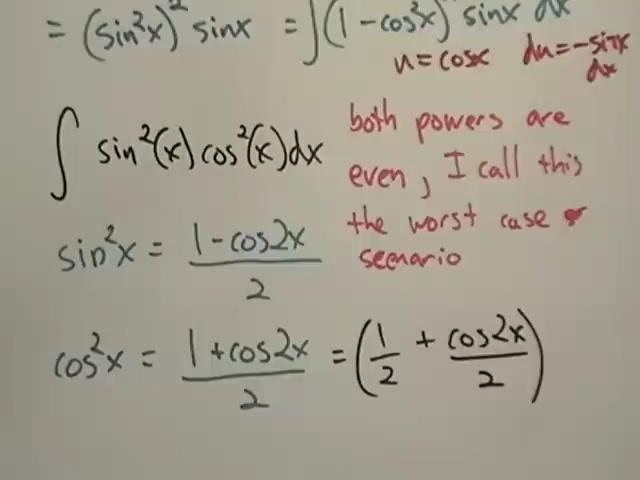 = (sin²x)² sinx = ∫(1-cos²x)² sinx dx
u = cosx du = -sinx dx
∫ sin²(x) cos²(x) dx
both powers are
even, I call this
the worst case
scenario
sin²x = (1 - cos2x)/2
cos²x = (1 + cos2x)/2 = (1/2 + cos2x/2)